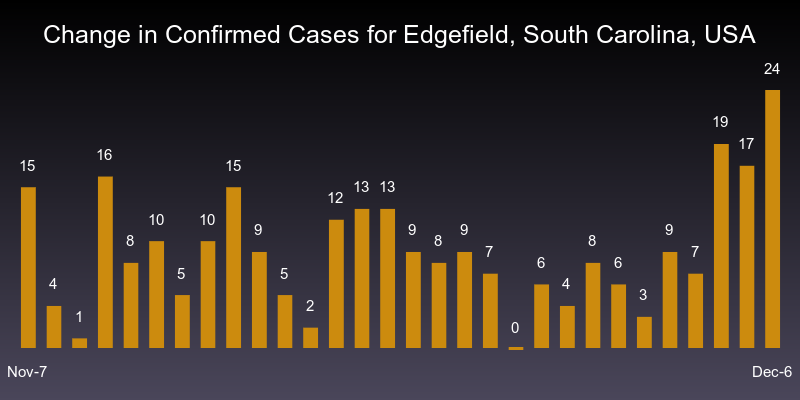 Change in Confirmed Cases for Edgefield, South Carolina, USA
15 4 1 16 8 10 5 10 15 9 5 2 12 13 13 9 8 9 7 0 6 4 8 6 3 9 7 19 17 24
Nov-7 Dec-6